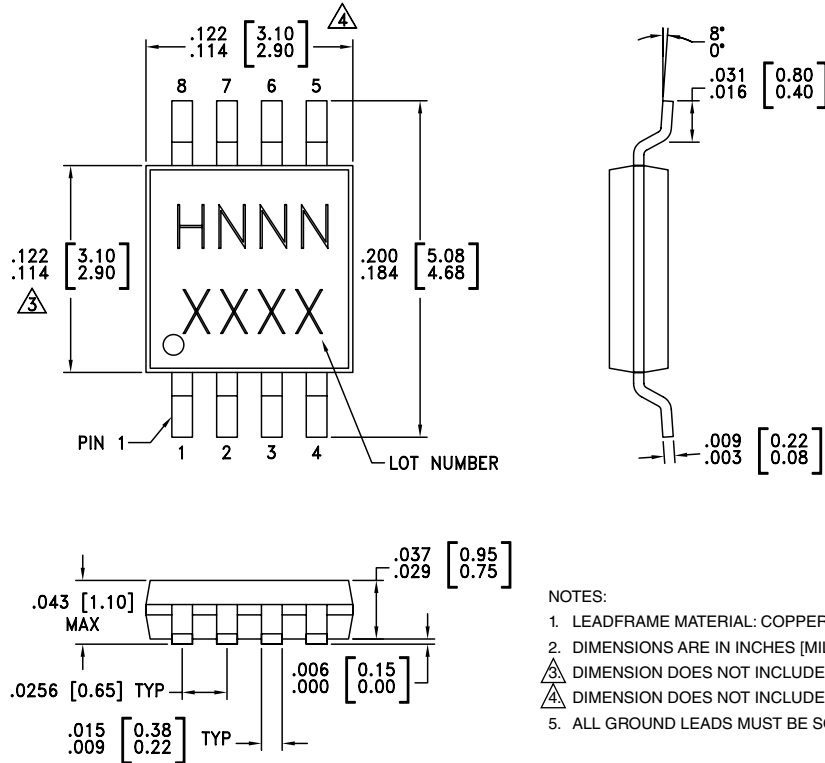 .122 [3.10]
.114 [2.90]
4
8 7 6 5
HNNN
XXXX
.122 [3.10]
.114 [2.90]
3
.200 [5.08]
.184 [4.68]
PIN 1
1 2 3 4
LOT NUMBER
8°
0°
.031 [0.80]
.016 [0.40]
.009 [0.22]
.003 [0.08]
.037 [0.95]
.029 [0.75]
.043 [1.10]
MAX
.0256 [0.65] TYP
.006 [0.15]
.000 [0.00]
.015 [0.38]
.009 [0.22]
TYP
NOTES:
1. LEADFRAME MATERIAL: COPPER
2. DIMENSIONS ARE IN INCHES [MIL
3. DIMENSION DOES NOT INCLUDE
4. DIMENSION DOES NOT INCLUDE
5. ALL GROUND LEADS MUST BE SO